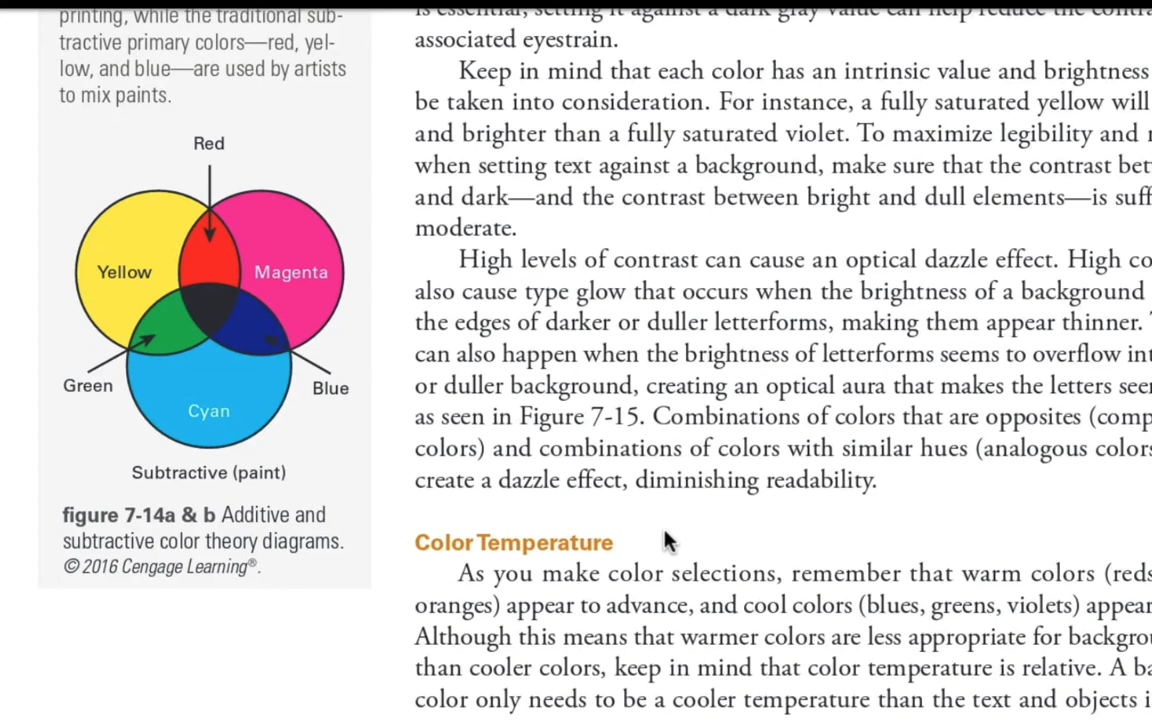 printing, while the traditional sub-
tractive primary colors—red, yel-
low, and blue—are used by artists
to mix paints.
Red
Yellow
Magenta
Green
Blue
Cyan
Subtractive (paint)
figure 7-14a & b Additive and
subtractive color theory diagrams.
© 2016 Cengage Learning®.
is essential, setting it against a dark gray value can help reduce the
associated eyestrain.
Keep in mind that each color has an intrinsic value and brightness
be taken into consideration. For instance, a fully saturated yellow will
and brighter than a fully saturated violet. To maximize legibility and
when setting text against a background, make sure that the contrast
and dark—and the contrast between bright and dull elements—is
moderate.
High levels of contrast can cause an optical dazzle effect. High
also cause type glow that occurs when the brightness of a background
the edges of darker or duller letterforms, making them appear thinner.
can also happen when the brightness of letterforms seems to overflow
or duller background, creating an optical aura that makes the letters
as seen in Figure 7-15. Combinations of colors that are opposites
colors) and combinations of colors with similar hues (analogous
create a dazzle effect, diminishing readability.
Color Temperature
As you make color selections, remember that warm colors (reds
oranges) appear to advance, and cool colors (blues, greens, violets) appear
Although this means that warmer colors are less appropriate for
than cooler colors, keep in mind that color temperature is relative. A
color only needs to be a cooler temperature than the text and objects